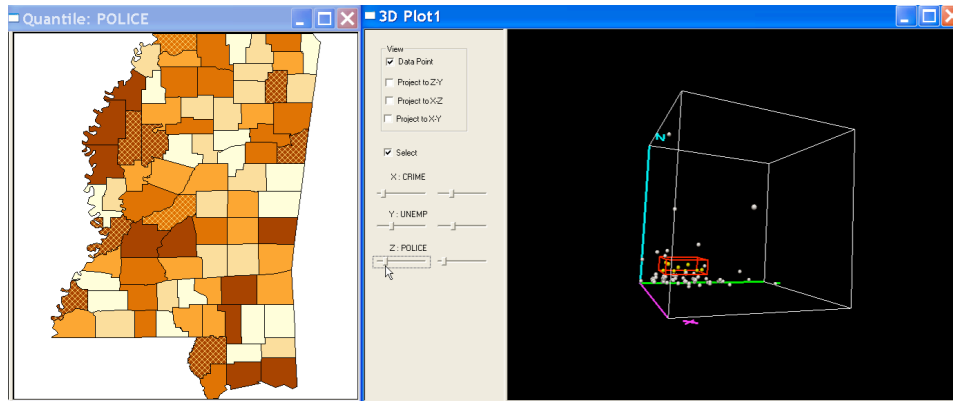 Quantile: POLICE
3D Plot1
View
Data Point
Project to Z-Y
Project to X-Z
Project to X-Y
Select
X : CRIME
Y : UNEMP
Z : POLICE
Z
X